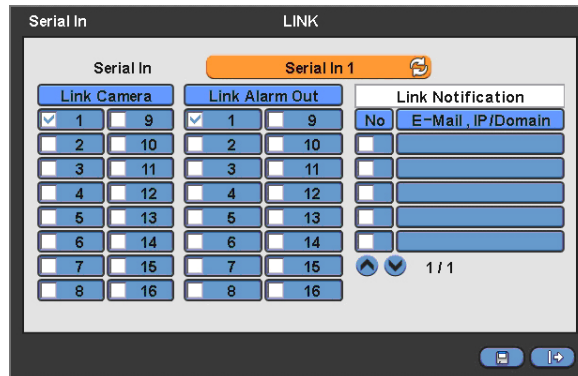 Serial In LINK
Serial In Serial In 1
Link Camera Link Alarm Out Link Notification
1 9 1 9 No E-Mail , IP/Domain
2 10 2 10
3 11 3 11
4 12 4 12
5 13 5 13
6 14 6 14
7 15 7 15 1 / 1
8 16 8 16